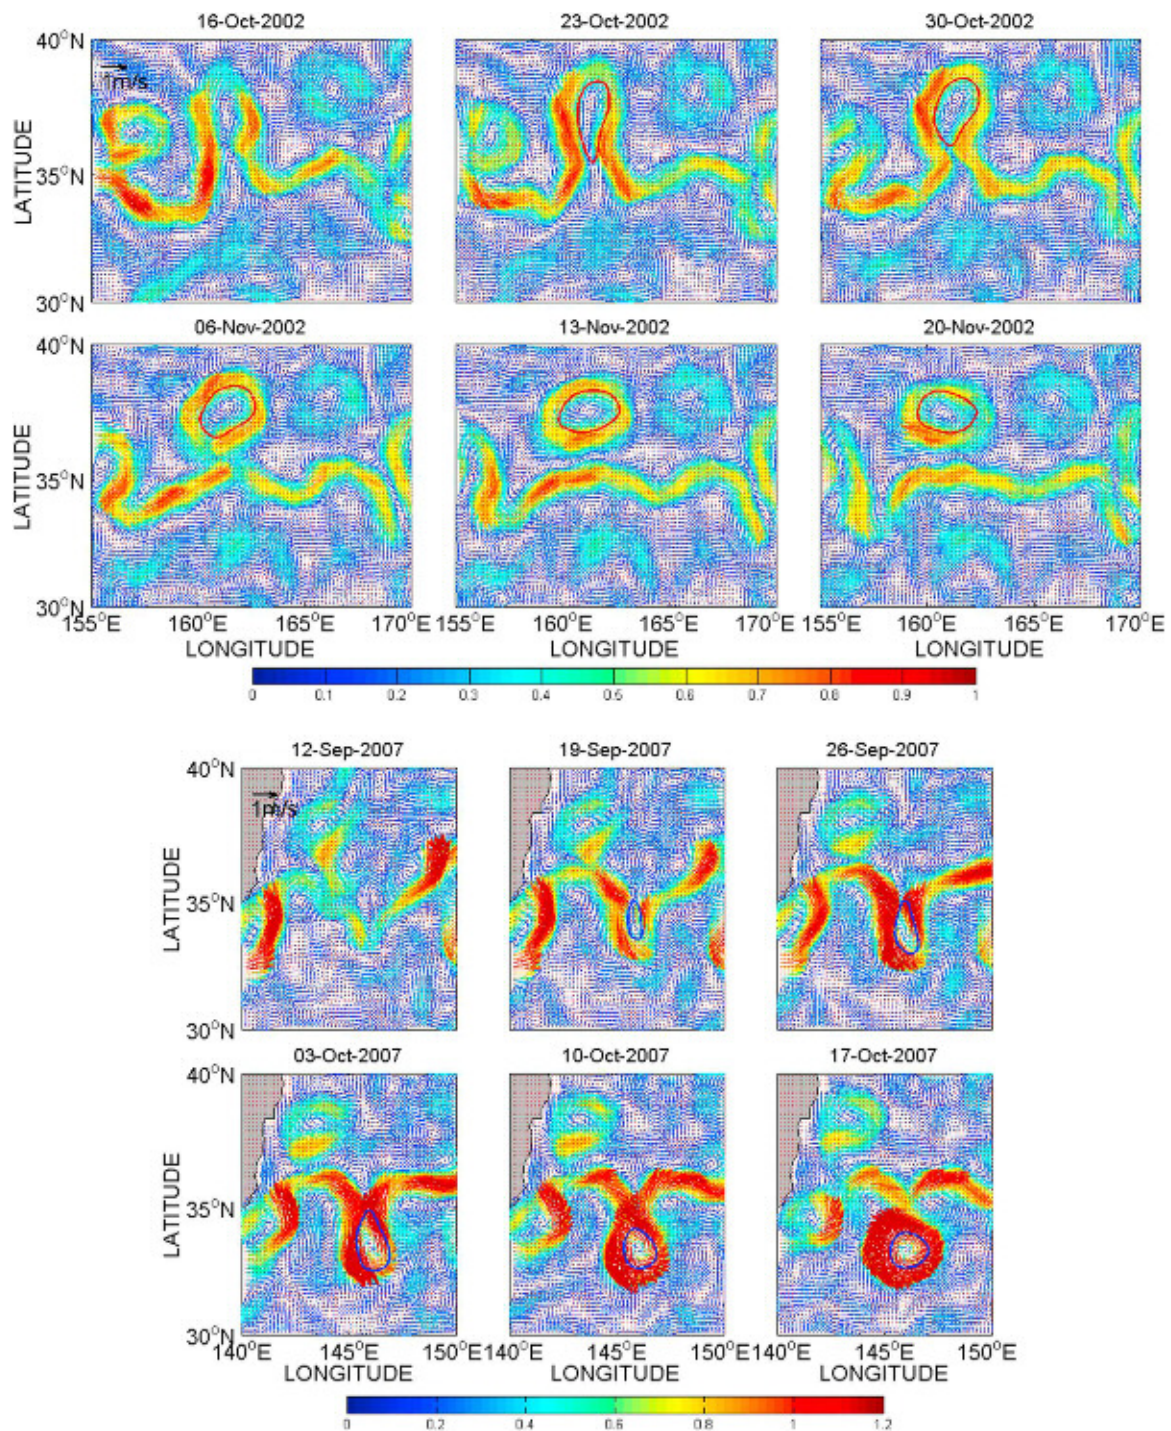 16-Oct-2002 23-Oct-2002 30-Oct-2002
40°N
1m/s
LATITUDE
35°N
30°N
06-Nov-2002 13-Nov-2002 20-Nov-2002
40°N
LATITUDE
35°N
30°N
155°E 160°E 165°E 170°E 155°E 160°E 165°E 170°E 155°E 160°E 165°E 170°E
LONGITUDE LONGITUDE LONGITUDE
0 0.1 0.2 0.3 0.4 0.5 0.6 0.7 0.8 0.9 1
12-Sep-2007 19-Sep-2007 26-Sep-2007
40°N
1m/s
LATITUDE
35°N
30°N
03-Oct-2007 10-Oct-2007 17-Oct-2007
40°N
LATITUDE
35°N
30°N
140°E 145°E 150°E 140°E 145°E 150°E 140°E 145°E 150°E
LONGITUDE LONGITUDE LONGITUDE
0 0.2 0.4 0.6 0.8 1 1.2